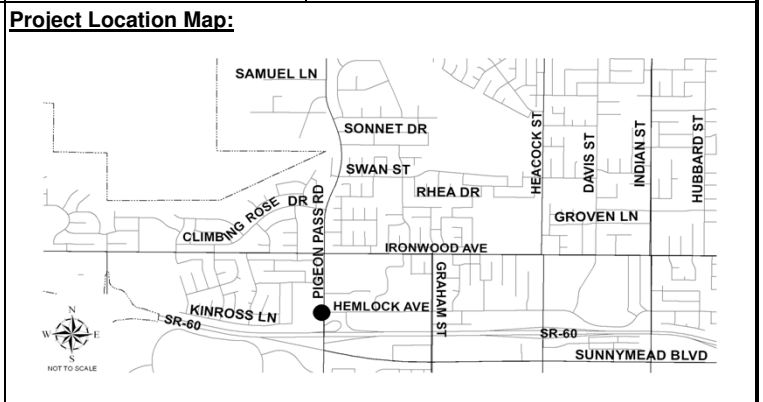 Project Location Map:
SAMUEL LN
SONNET DR
SWAN ST
RHEA DR
HEACOCK ST
DAVIS ST
INDIAN ST
HUBBARD ST
GROVEN LN
CLIMBING ROSE DR
PIGEON PASS RD
IRONWOOD AVE
GRAHAM ST
KINROSS LN
HEMLOCK AVE
SR-60
SR-60
SUNNYMEAD BLVD
N
W E
S
NOT TO SCALE